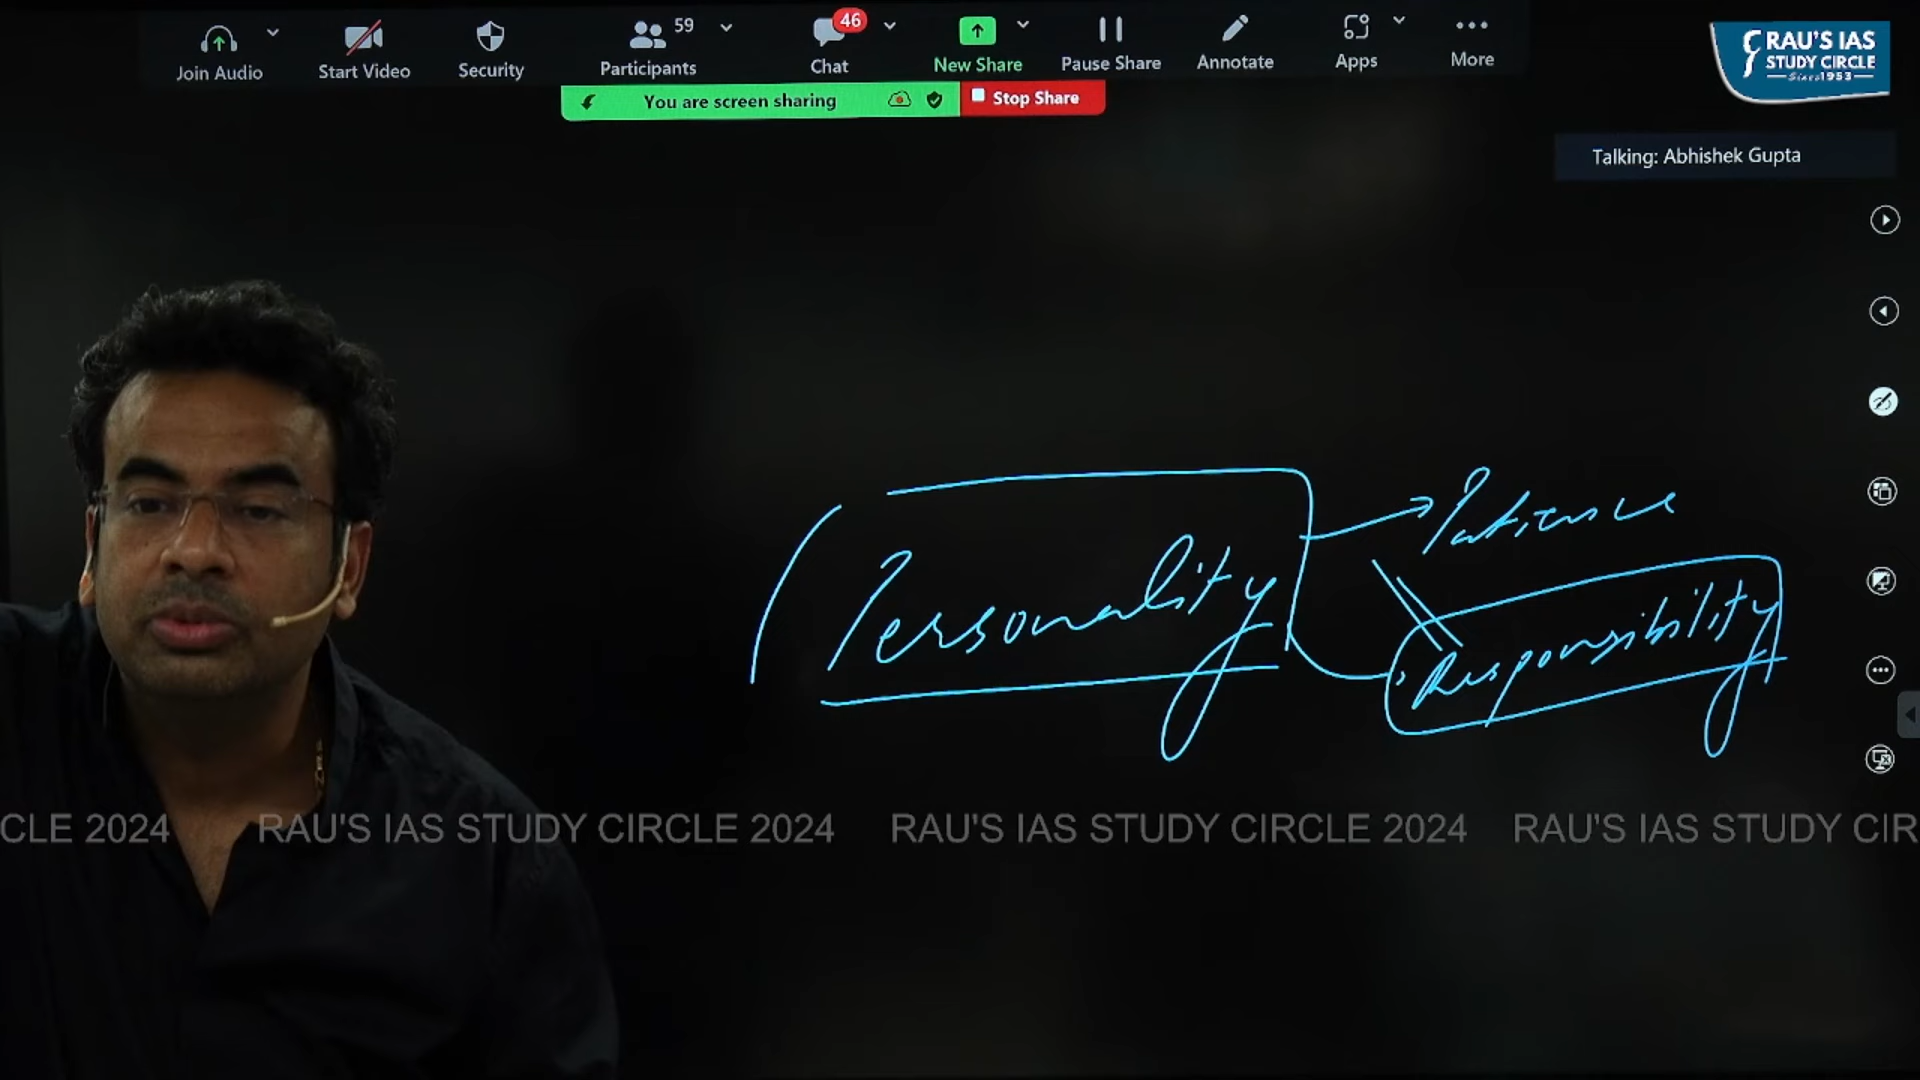 Join Audio
Start Video
Security
59
Participants
46
Chat
New Share
Pause Share
Annotate
Apps
More
You are screen sharing
Stop Share
RAU'S IAS
STUDY CIRCLE
Since 1953
Talking: Abhishek Gupta
Patience
Personality
Responsibility
CLE 2024 RAU'S IAS STUDY CIRCLE 2024 RAU'S IAS STUDY CIRCLE 2024 RAU'S IAS STUDY CIR